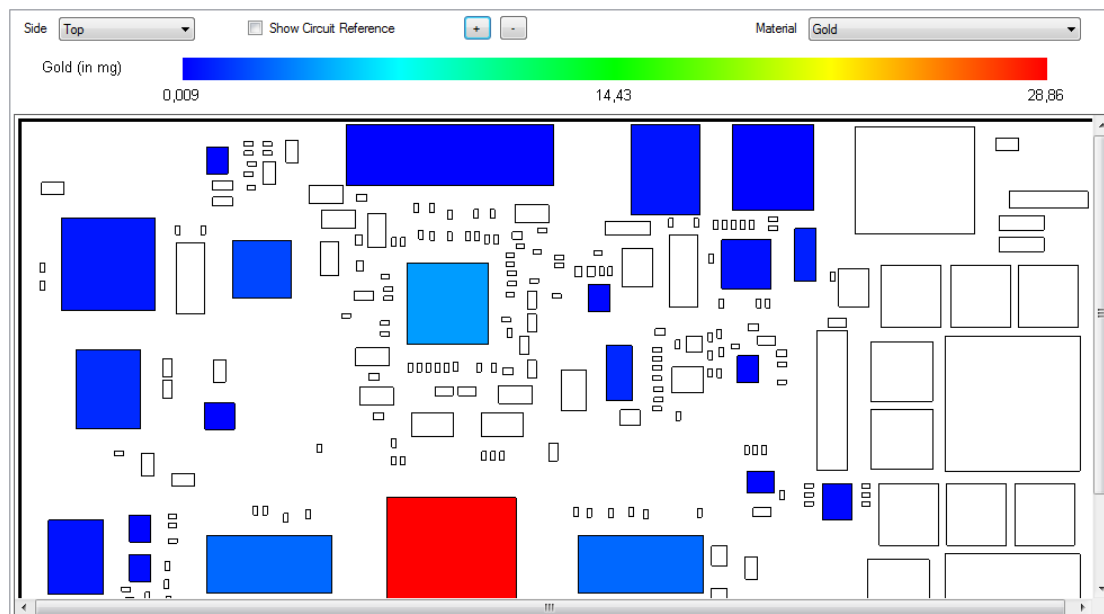 Side Top Show Circuit Reference + - Material Gold
Gold (in mg)
0,009 14,43 28,86